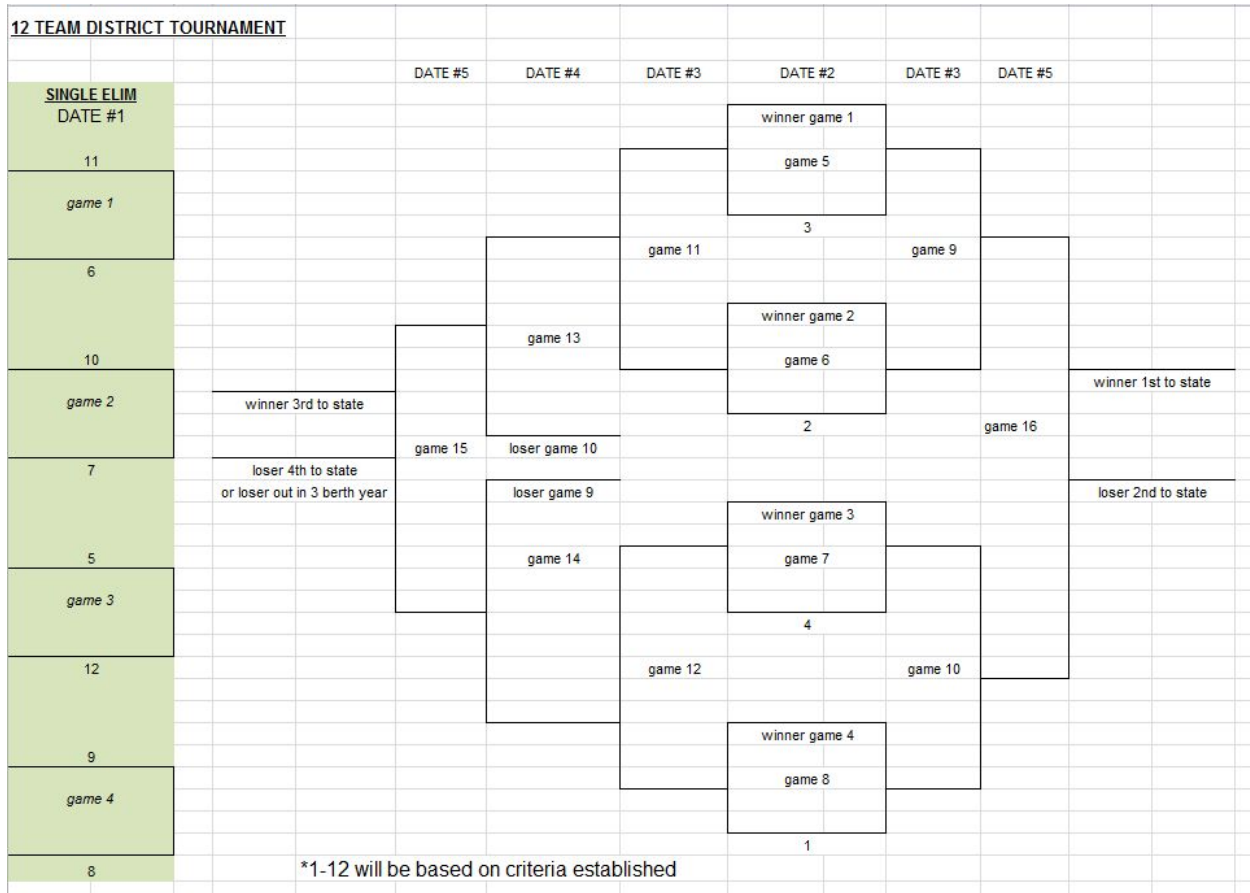 12 TEAM DISTRICT TOURNAMENT
DATE #5 DATE #4 DATE #3 DATE #2 DATE #3 DATE #5
SINGLE ELIM
DATE #1
winner game 1
11
game 5
game 1
3
game 11
game 9
6
winner game 2
game 13
10
game 6
winner 1st to state
game 2
winner 3rd to state
2
game 16
game 15
loser game 10
7
loser 4th to state
or loser out in 3 berth year
loser game 9
loser 2nd to state
winner game 3
5
game 14
game 7
game 3
4
12
game 12
game 10
winner game 4
9
game 8
game 4
1
8
*1-12 will be based on criteria established